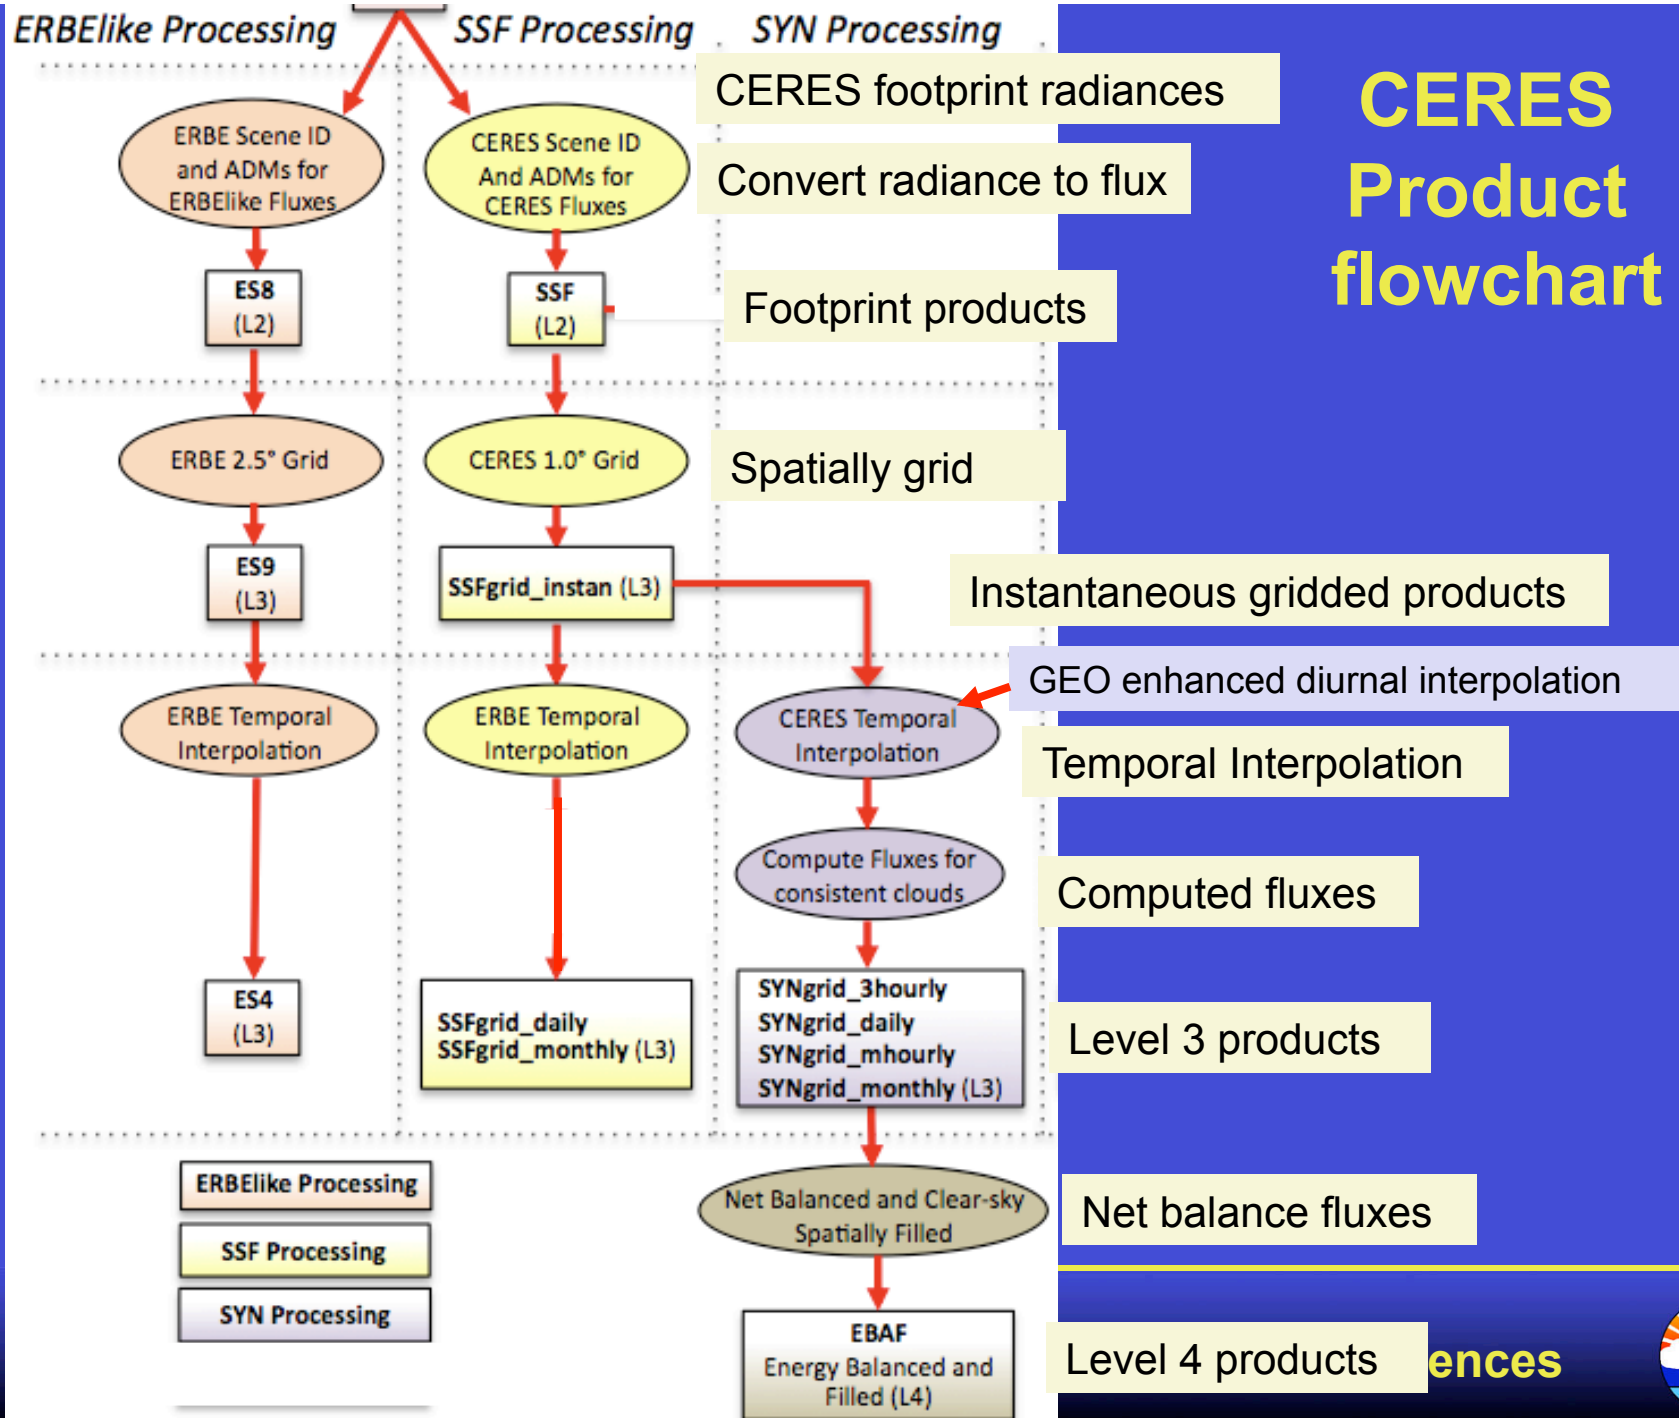 ERBElike Processing
SSF Processing
SYN Processing
CERES
Product
flowchart
CERES footprint radiances
ERBE Scene ID
and ADMs for
ERBElike Fluxes
CERES Scene ID
And ADMs for
CERES Fluxes
Convert radiance to flux
ES8
(L2)
SSF
(L2)
Footprint products
ERBE 2.5° Grid
CERES 1.0° Grid
Spatially grid
ES9
(L3)
SSFgrid_instan (L3)
Instantaneous gridded products
GEO enhanced diurnal interpolation
ERBE Temporal
Interpolation
ERBE Temporal
Interpolation
CERES Temporal
Interpolation
Temporal Interpolation
Compute Fluxes for
consistent clouds
Computed fluxes
ES4
(L3)
SSFgrid_daily
SSFgrid_monthly (L3)
SYNgrid_3hourly
SYNgrid_daily
SYNgrid_mhourly
SYNgrid_monthly (L3)
Level 3 products
ERBElike Processing
SSF Processing
SYN Processing
Net Balanced and Clear-sky
Spatially Filled
Net balance fluxes
EBAF
Energy Balanced and
Filled (L4)
Level 4 products
ences